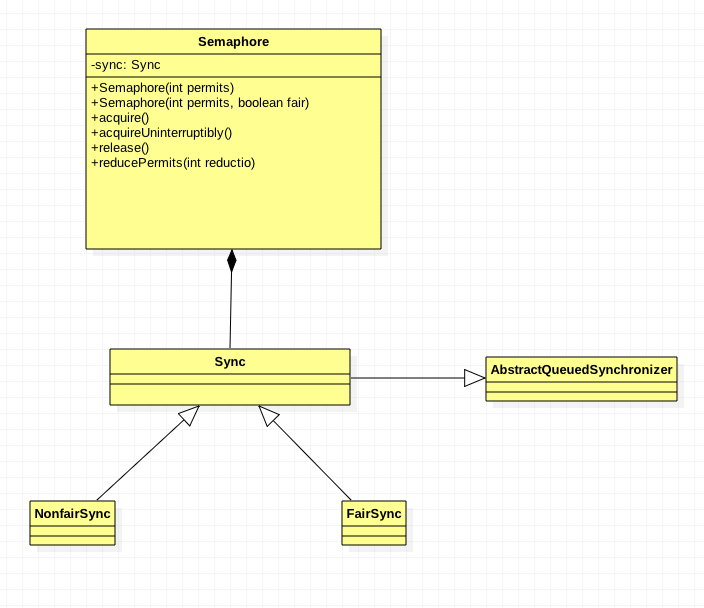 Semaphore
-sync: Sync
+Semaphore(int permits)
+Semaphore(int permits, boolean fair)
+acquire()
+acquireUninterruptibly()
+release()
+reducePermits(int reductio)
Sync
AbstractQueuedSynchronizer
NonfairSync
FairSync